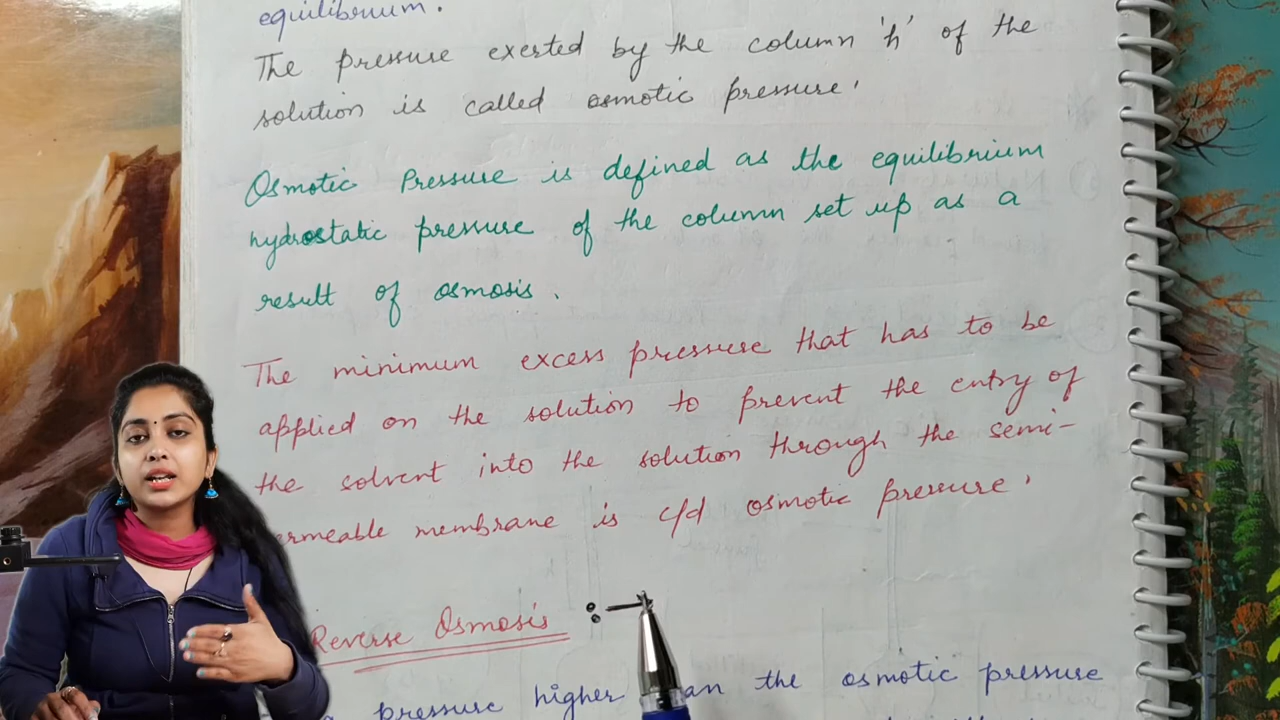 equilibrium.
The pressure exerted by the column 'h' of the
solution is called osmotic pressure.
Osmotic Pressure is defined as the equilibrium
hydrostatic pressure of the column set up as a
result of osmosis.
The minimum excess pressure that has to be
applied on the solution to prevent the entry of
the solvent into the solution through the semi-
ermeable membrane is c/d osmotic pressure.
Reverse Osmosis :-
pressure higher an the osmotic pressure